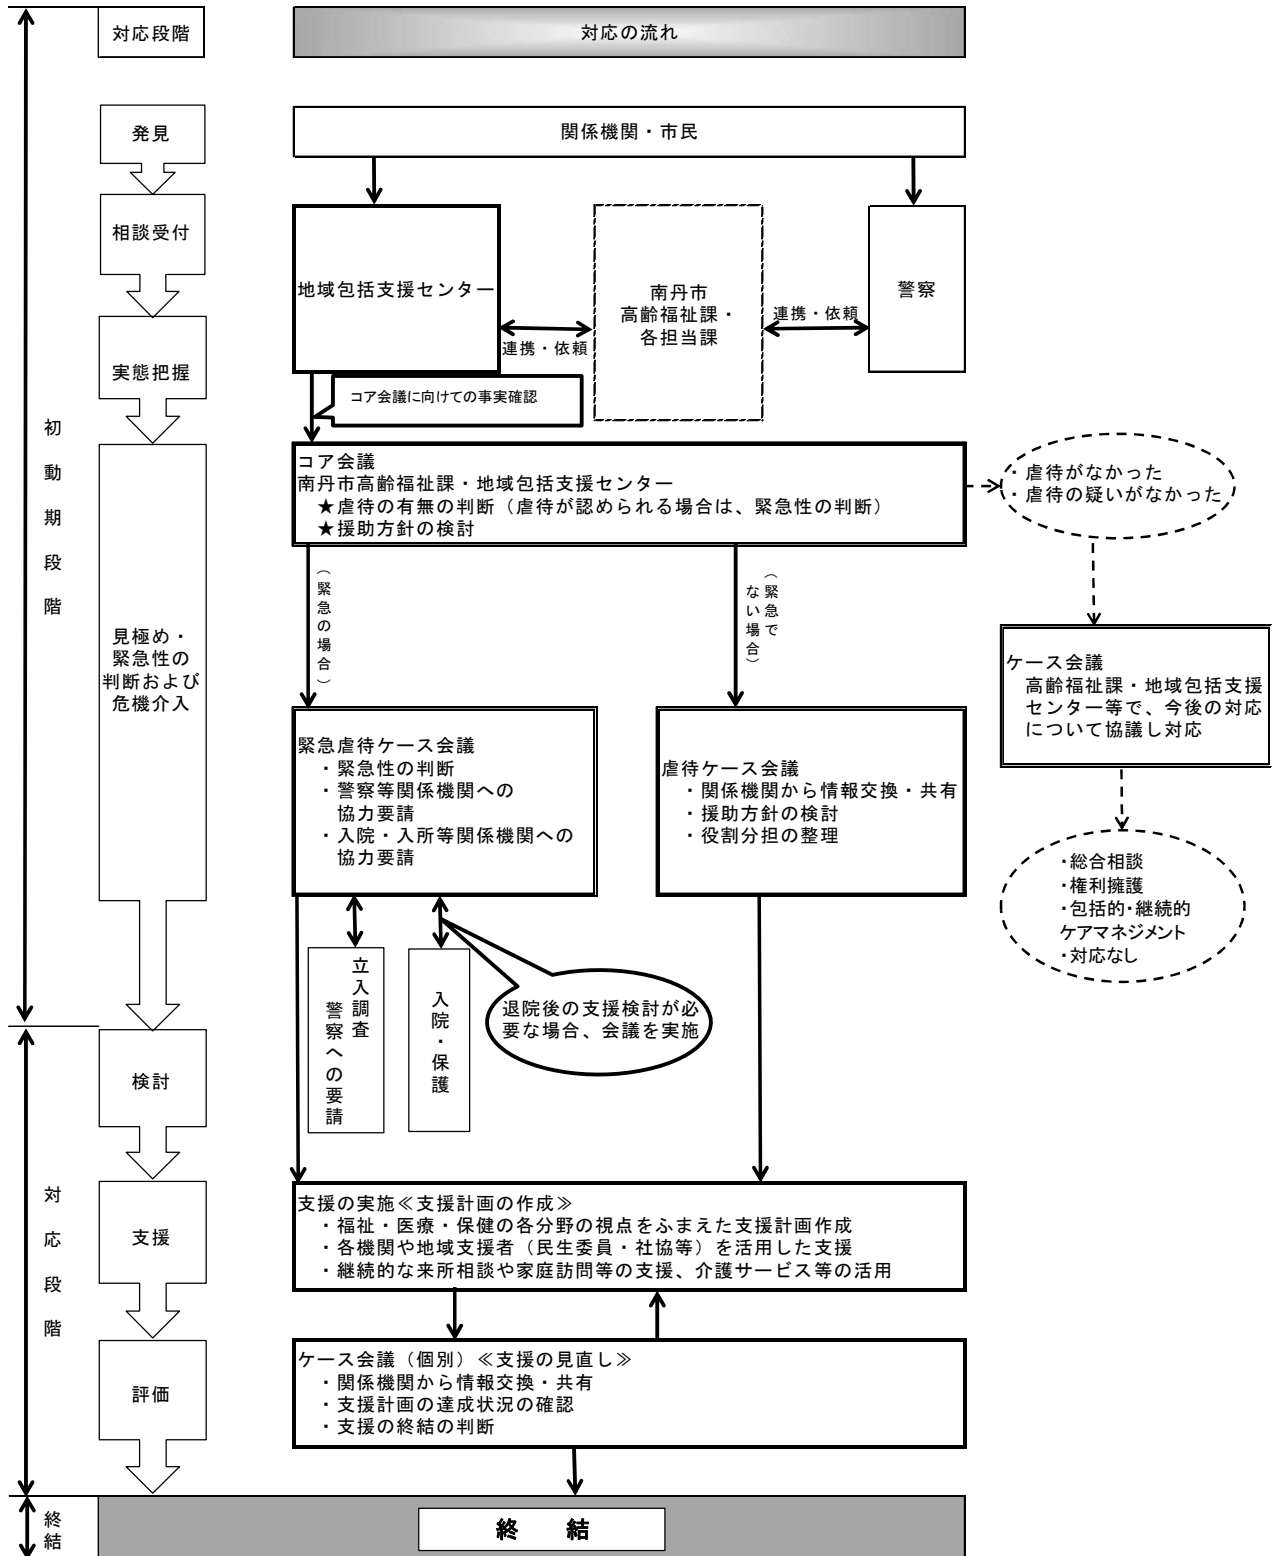 対応段階
対応の流れ
発見
関係機関・市民
相談受付
地域包括支援センター
南丹市
高齢福祉課・
各担当課
警察
連携・依頼
連携・依頼
実態把握
コア会議に向けての事実確認
初動期段階
コア会議
南丹市高齢福祉課・地域包括支援センター
★虐待の有無の判断（虐待が認められる場合は、緊急性の判断）
★援助方針の検討
・虐待がなかった
・虐待の疑いがなかった
（緊急の場合）
（緊急で
ない場合）
見極め・
緊急性の
判断および
危機介入
ケース会議
高齢福祉課・地域包括支援
センター等で、今後の対応
について協議し対応
緊急虐待ケース会議
・緊急性の判断
・警察等関係機関への
協力要請
・入院・入所等関係機関への
協力要請
虐待ケース会議
・関係機関から情報交換・共有
・援助方針の検討
・役割分担の整理
・総合相談
・権利擁護
・包括的・継続的
ケアマネジメント
・対応なし
立入調査
警察への要請
入院・保護
退院後の支援検討が必
要な場合、会議を実施
検討
対応段階
支援
支援の実施≪支援計画の作成≫
・福祉・医療・保健の各分野の視点をふまえた支援計画作成
・各機関や地域支援者（民生委員・社協等）を活用した支援
・継続的な来所相談や家庭訪問等の支援、介護サービス等の活用
評価
ケース会議（個別）≪支援の見直し≫
・関係機関から情報交換・共有
・支援計画の達成状況の確認
・支援の終結の判断
終結
終　結